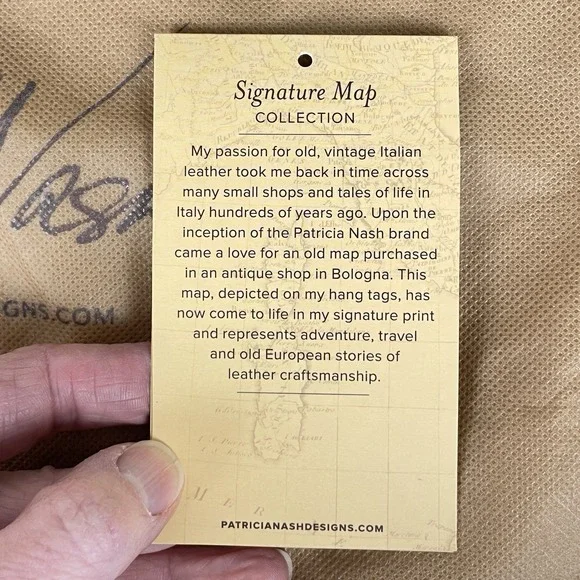 Signature Map
COLLECTION
My passion for old, vintage Italian
leather took me back in time across
many small shops and tales of life in
Italy hundreds of years ago. Upon the
inception of the Patricia Nash brand
came a love for an old map purchased
in an antique shop in Bologna. This
map, depicted on my hang tags, has
now come to life in my signature print
and represents adventure, travel
and old European stories of
leather craftsmanship.
PATRICIANASHDESIGNS.COM
Nash
GNS.COM
M E R